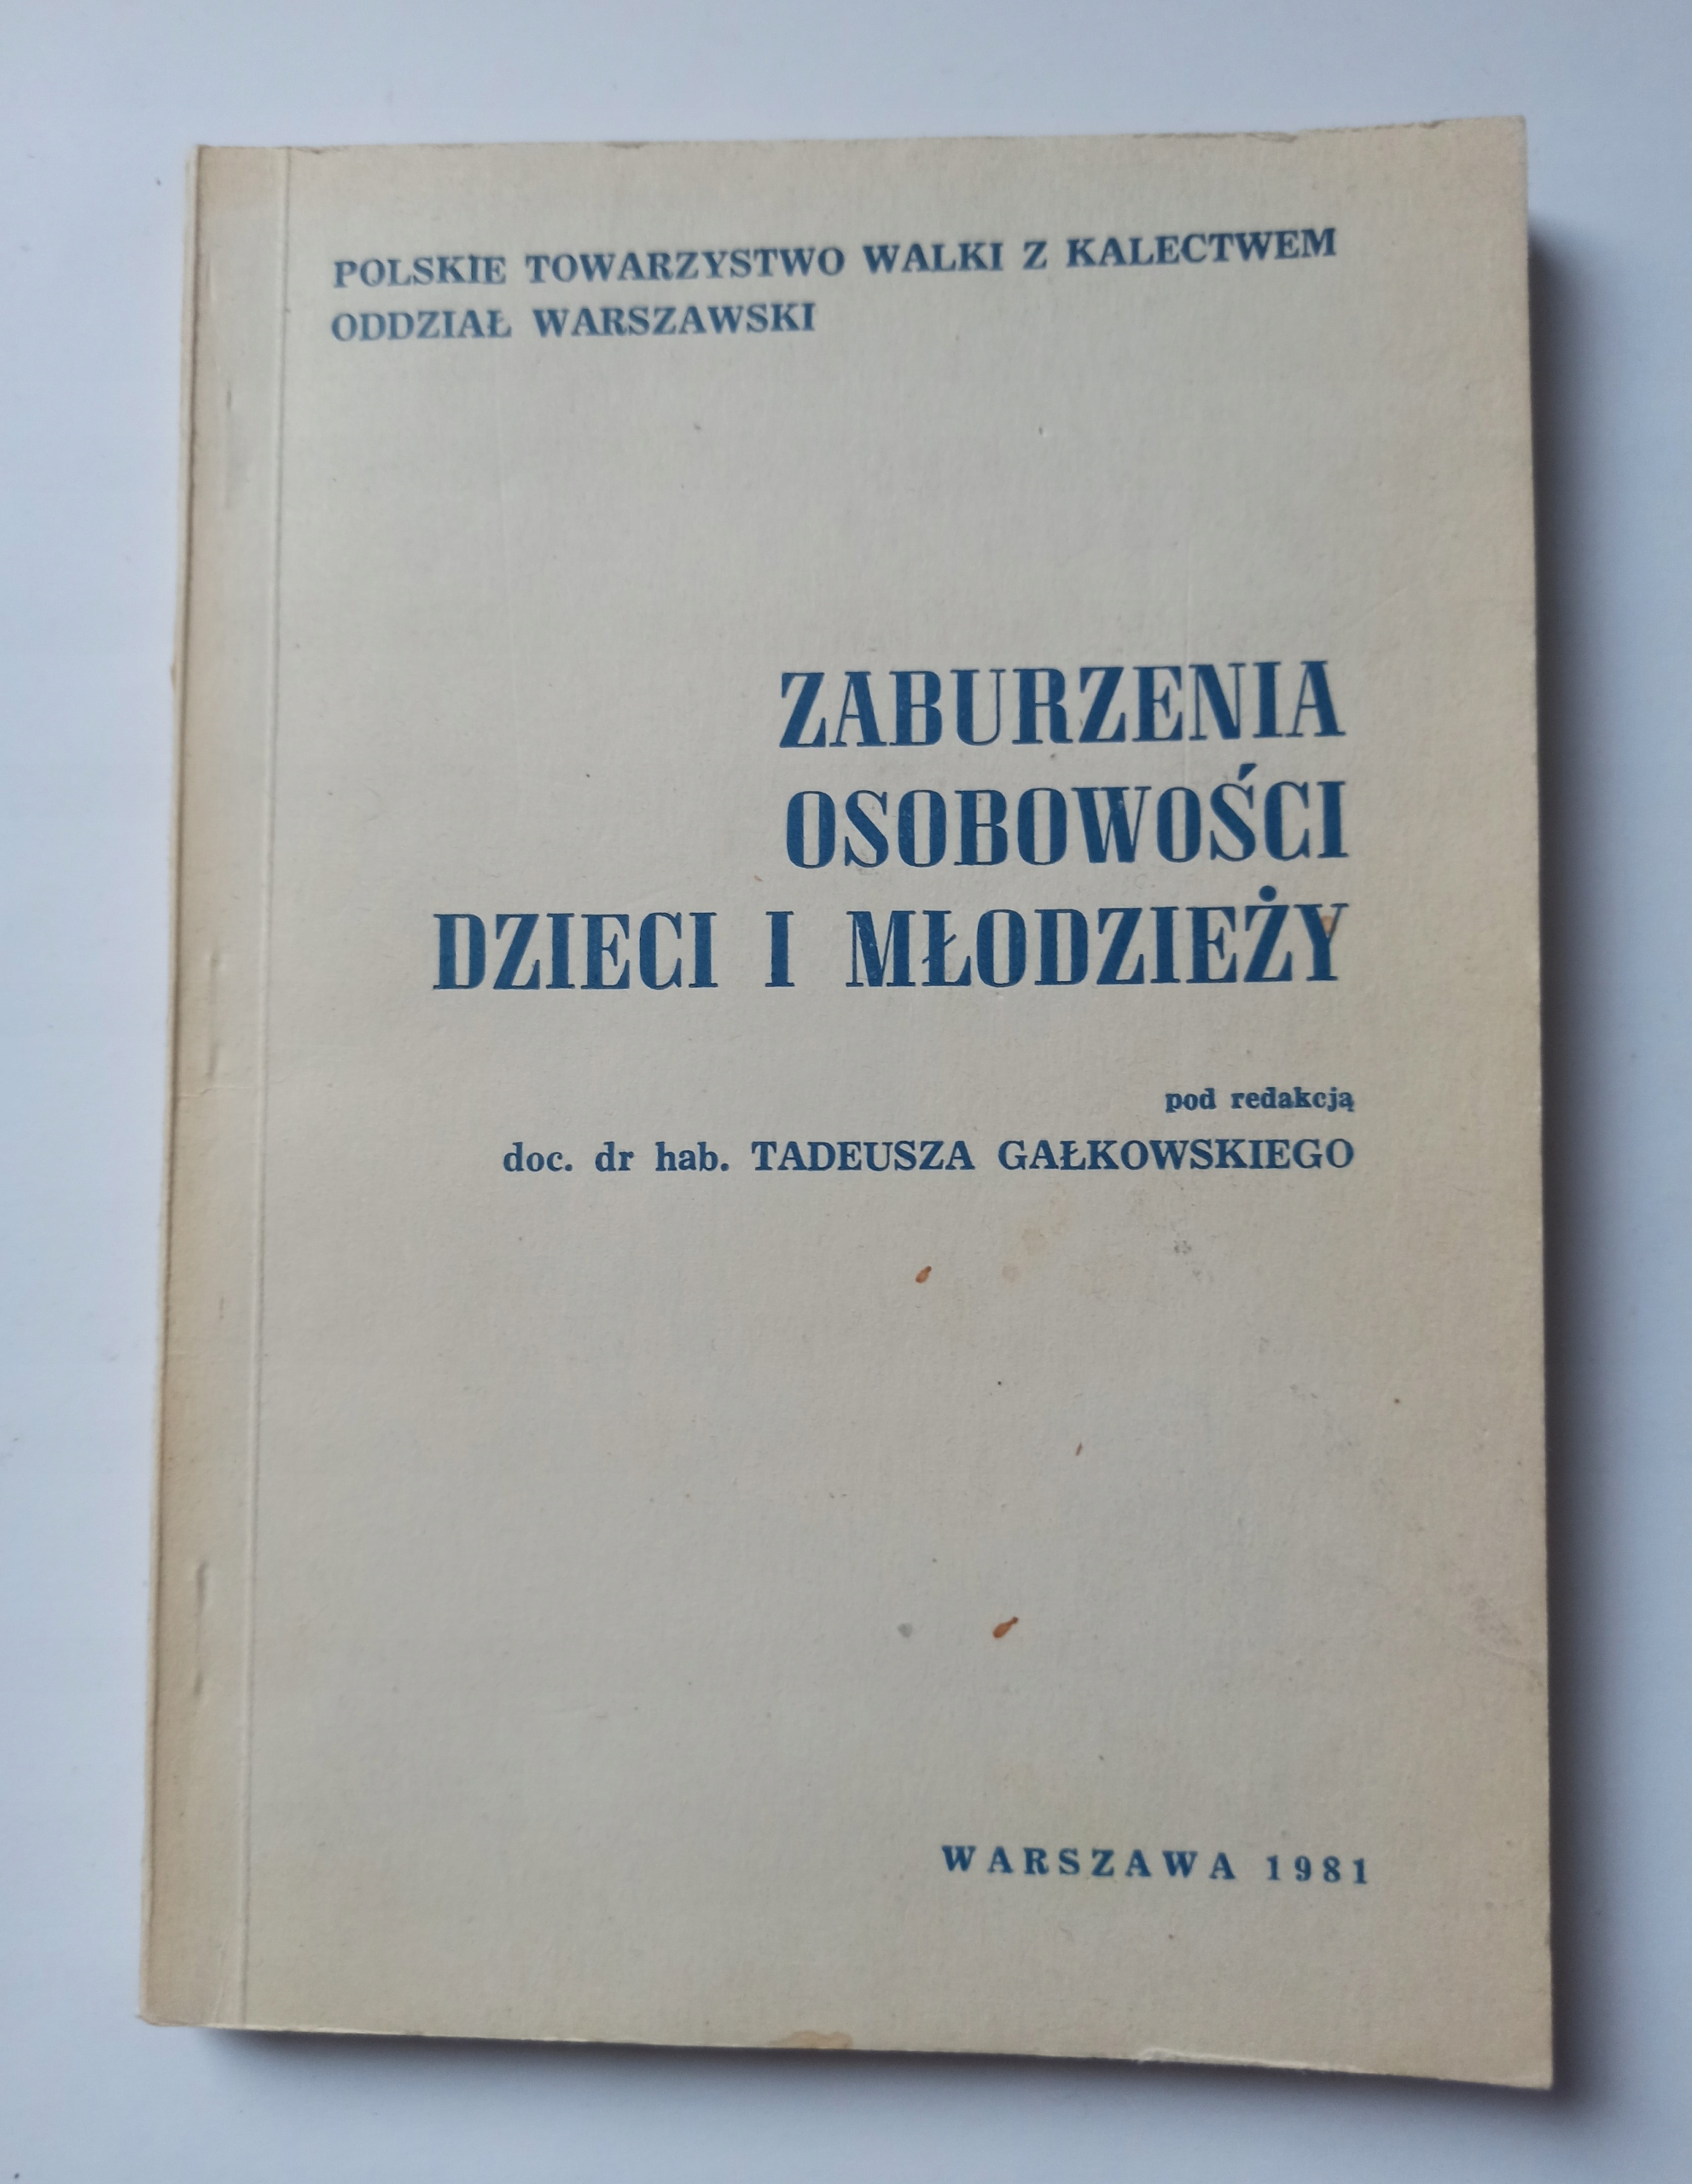 POLSKIE TOWARZYSTWO WALKI Z KALECTWEM
ODDZIAŁ WARSZAWSKI
ZABURZENIA
OSOBOWOŚCI
DZIECI I MŁODZIEŻY
pod redakcją
doc. dr hab. TADEUSZA GAŁKOWSKIEGO
WARSZAWA 1981